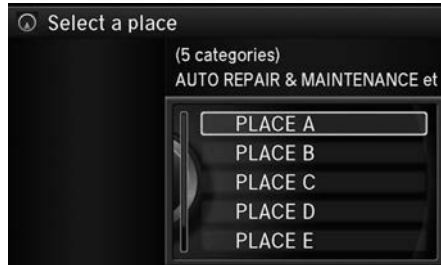 Select a place
(5 categories)
AUTO REPAIR & MAINTENANCE et
PLACE A
PLACE B
PLACE C
PLACE D
PLACE E